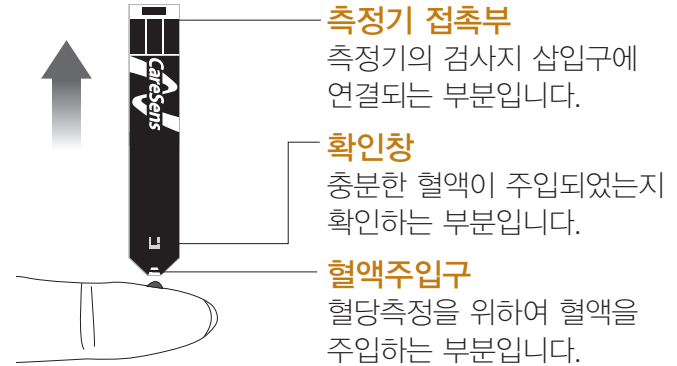 측정기 접촉부
측정기의 검사지 삽입구에
연결되는 부분입니다.
CareSens
N
확인창
충분한 혈액이 주입되었는지
확인하는 부분입니다.
혈액주입구
혈당측정을 위하여 혈액을
주입하는 부분입니다.